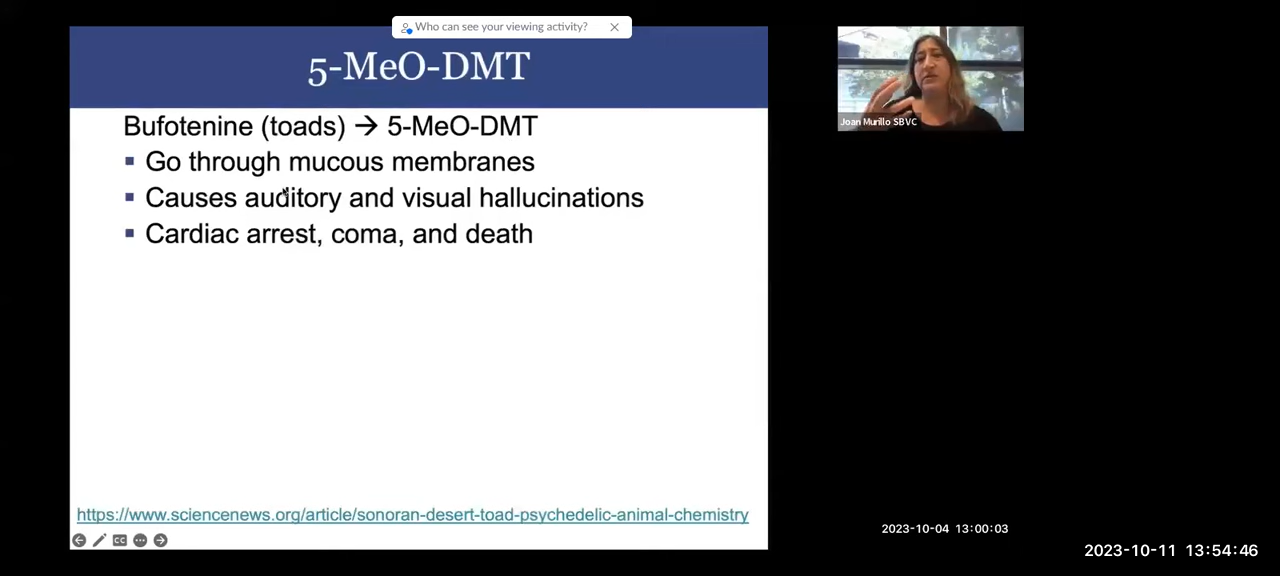 Who can see your viewing activity?
5-MeO-DMT
Bufotenine (toads) → 5-MeO-DMT
▪ Go through mucous membranes
▪ Causes auditory and visual hallucinations
▪ Cardiac arrest, coma, and death
https://www.sciencenews.org/article/sonoran-desert-toad-psychedelic-animal-chemistry
CC
Joan Murillo SBVC
2023-10-04 13:00:03
2023-10-11 13:54:46